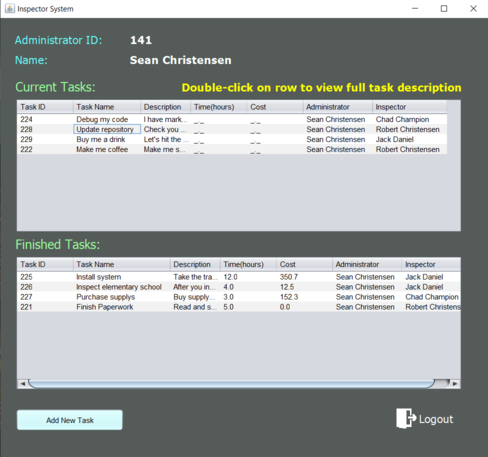 Inspector System
Administrator ID: 141
Name: Sean Christensen
Current Tasks: Double-click on row to view full task description
Task ID Task Name Description Time(hours) Cost Administrator Inspector
224 Debug my code I have mark... _._ _._ Sean Christensen Chad Champion
228 Update repository Check you ... _._ _._ Sean Christensen Robert Christensen
229 Buy me a drink Let's hit the ... _._ _._ Sean Christensen Jack Daniel
222 Make me coffee Make me s... _._ _._ Sean Christensen Robert Christensen
Finished Tasks:
Task ID Task Name Description Time(hours) Cost Administrator Inspector
225 Install system Take the tra... 12.0 350.7 Sean Christensen Jack Daniel
226 Inspect elementary school After you in... 4.0 12.5 Sean Christensen Jack Daniel
227 Purchase supplys Buy supply... 3.0 152.3 Sean Christensen Chad Champion
221 Finish Paperwork Read and s... 5.0 0.0 Sean Christensen Robert Christens
Add New Task
Logout